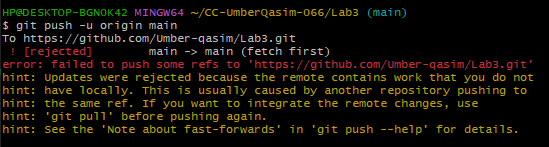 HP@DESKTOP-BGNOK42 MINGW64 ~/CC-UmberQasim-066/Lab3 (main)
$ git push -u origin main
To https://github.com/Umber-qasim/Lab3.git
 ! [rejected]        main -> main (fetch first)
error: failed to push some refs to 'https://github.com/Umber-qasim/Lab3.git'
hint: Updates were rejected because the remote contains work that you do not
hint: have locally. This is usually caused by another repository pushing to
hint: the same ref. If you want to integrate the remote changes, use
hint: 'git pull' before pushing again.
hint: See the 'Note about fast-forwards' in 'git push --help' for details.